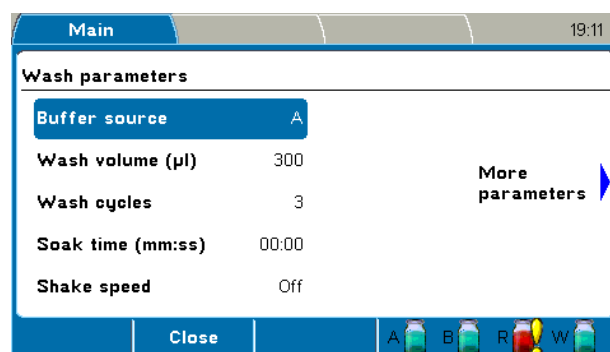 Main 19:11
Wash parameters
Buffer source A
Wash volume (µl) 300
Wash cycles 3
Soak time (mm:ss) 00:00
Shake speed Off
More
parameters
Close A B R W